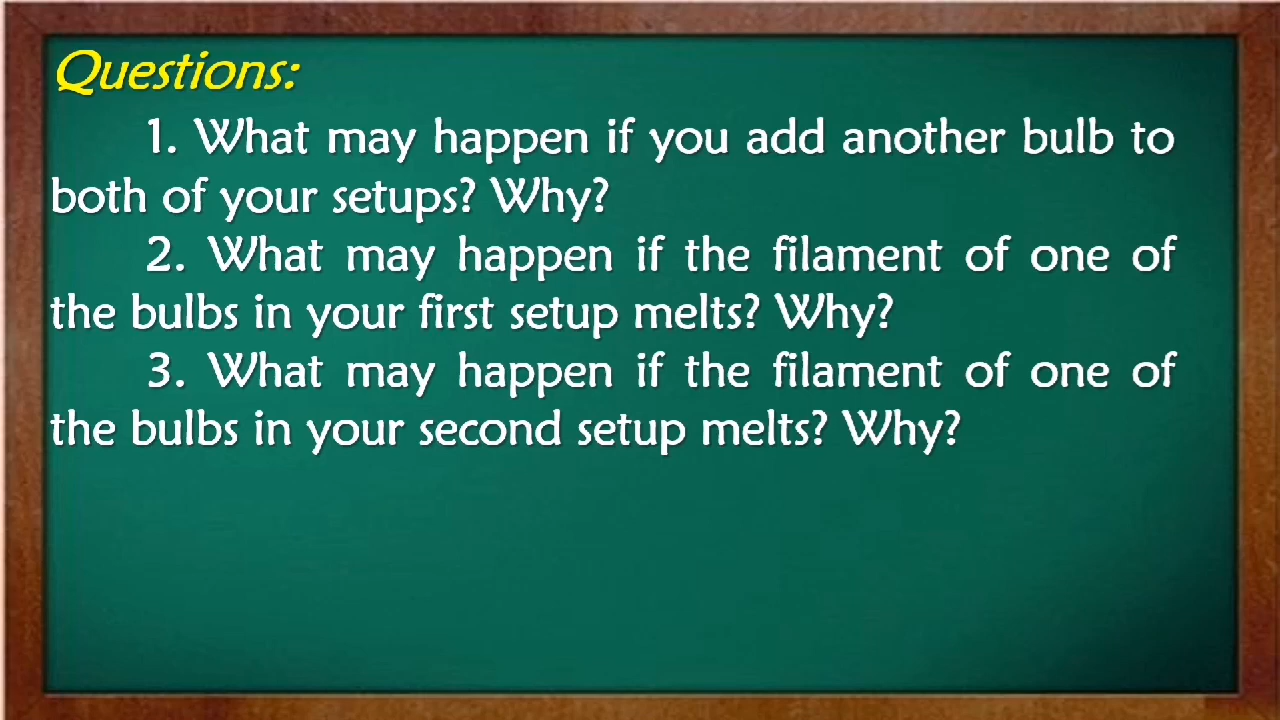 Questions:
1. What may happen if you add another bulb to
both of your setups? Why?
2. What may happen if the filament of one of
the bulbs in your first setup melts? Why?
3. What may happen if the filament of one of
the bulbs in your second setup melts? Why?